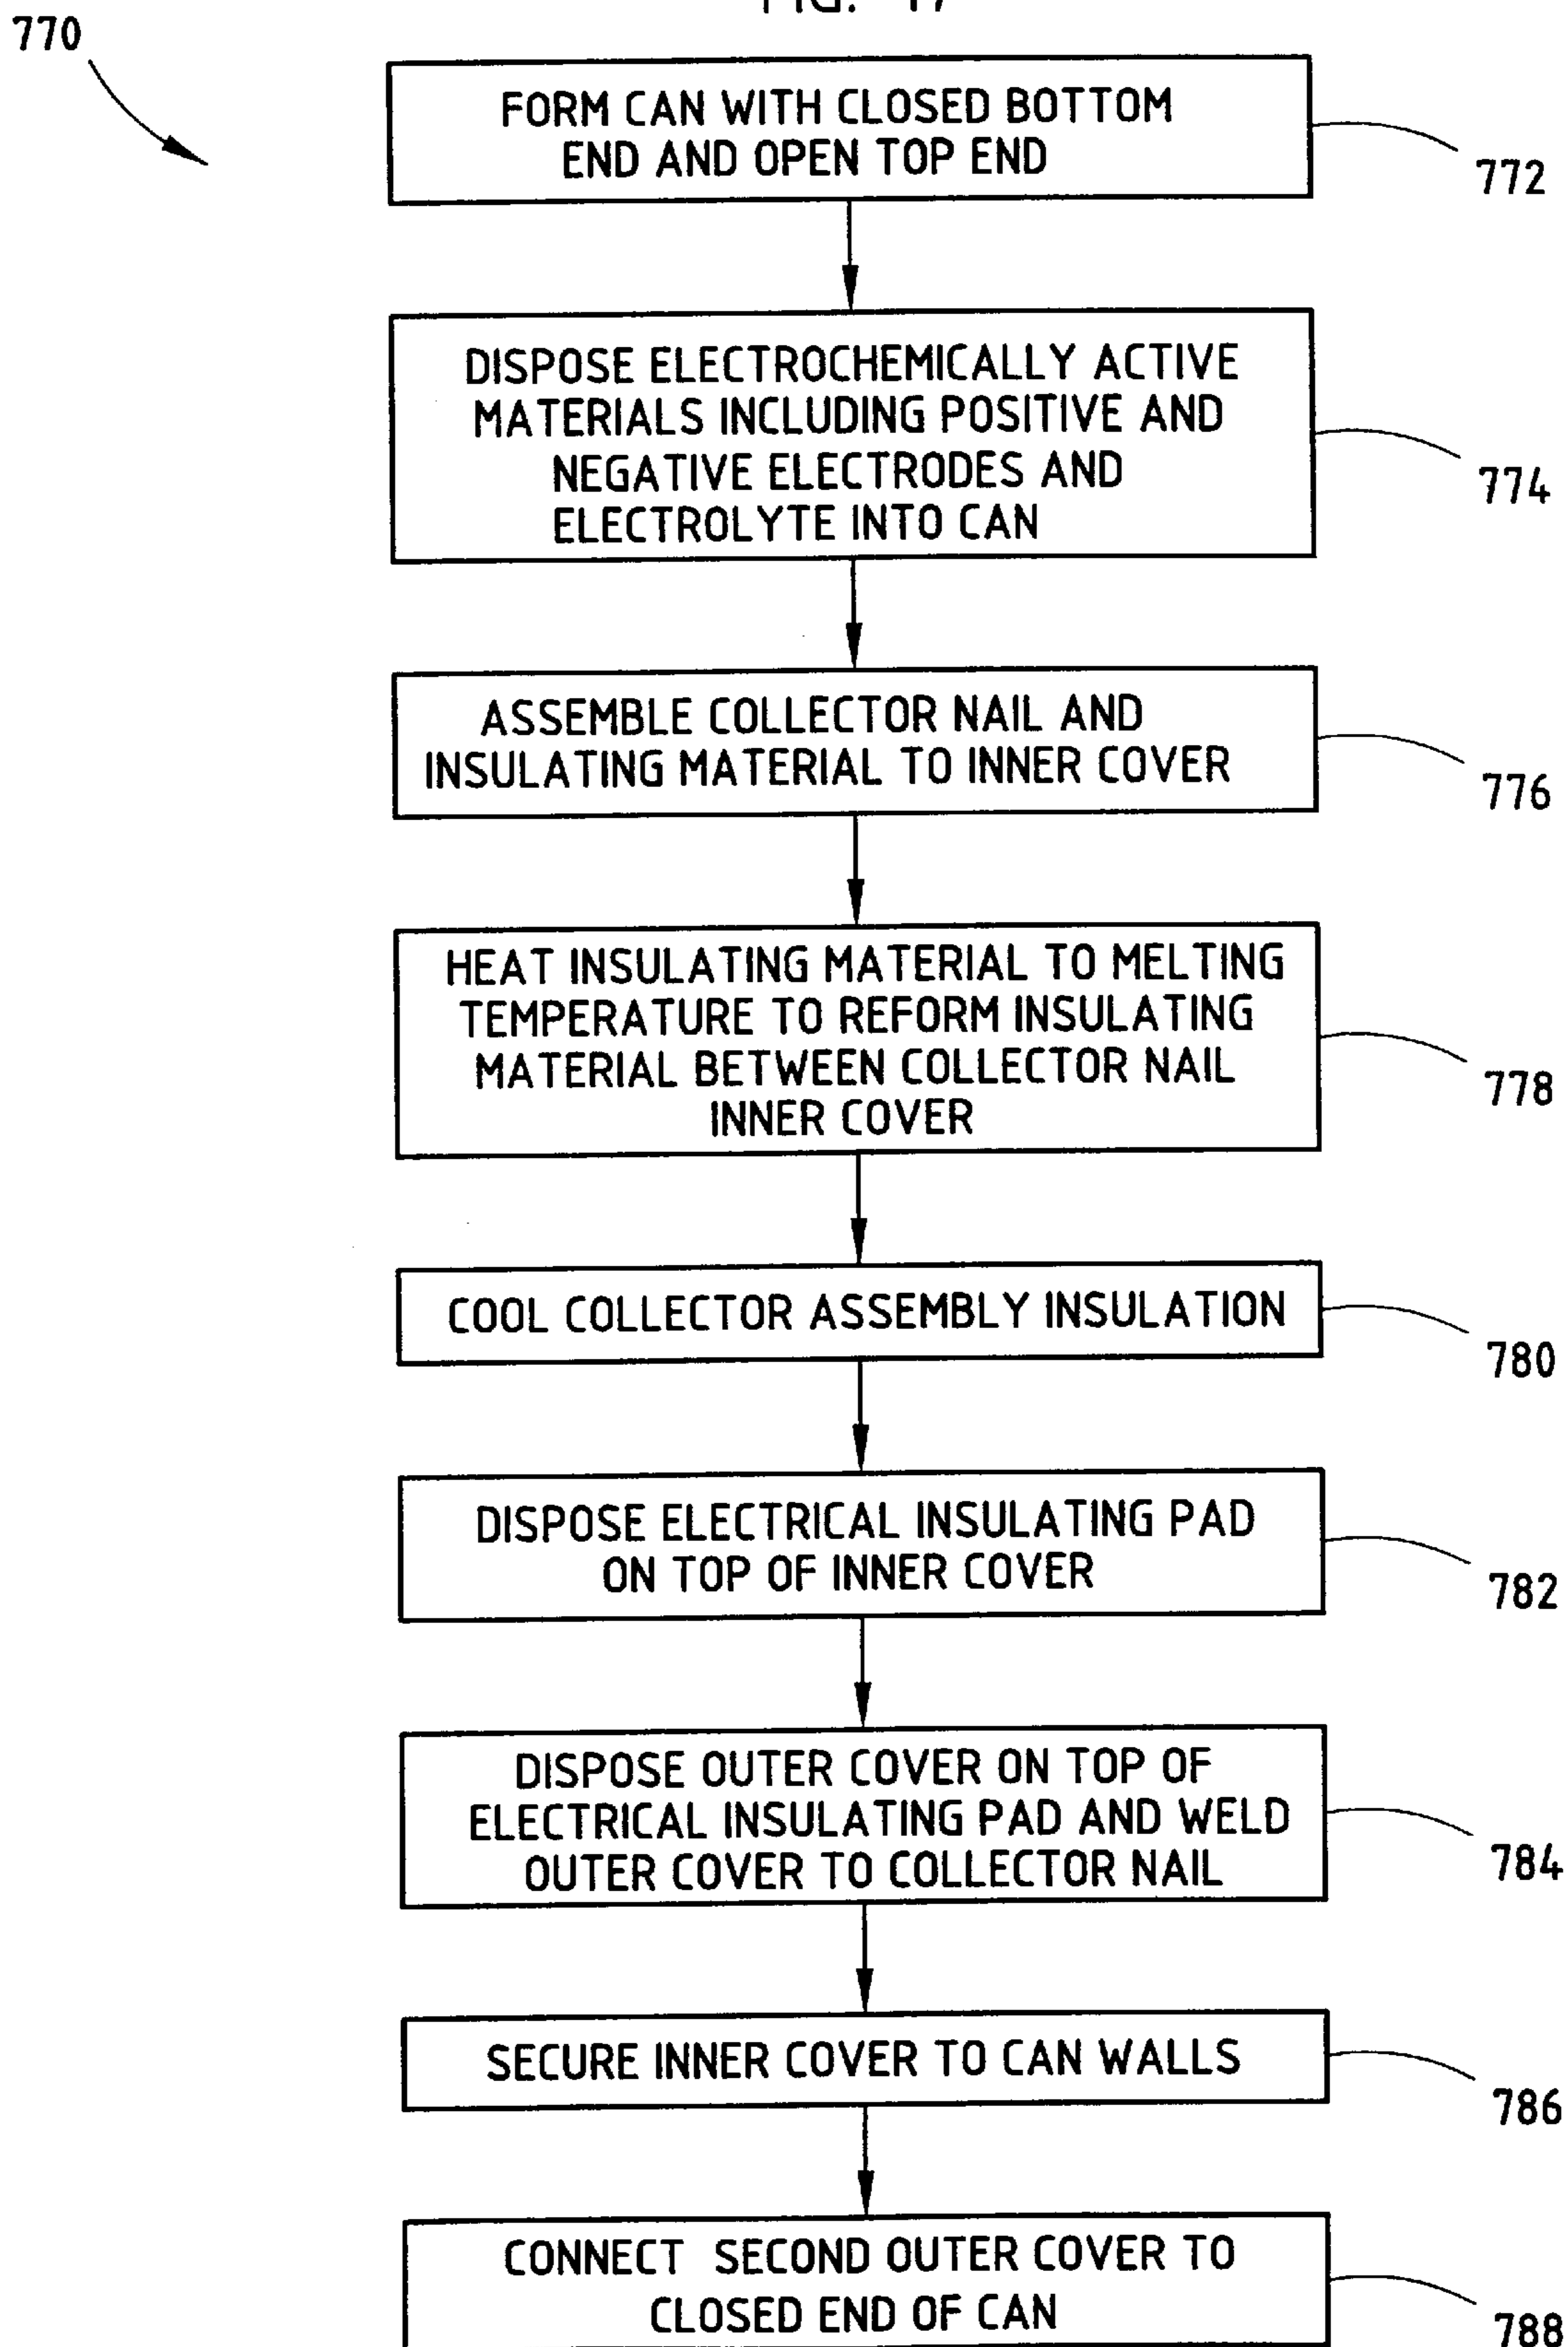 770
FORM CAN WITH CLOSED BOTTOM
END AND OPEN TOP END
772
DISPOSE ELECTROCHEMICALLY ACTIVE
MATERIALS INCLUDING POSITIVE AND
NEGATIVE ELECTRODES AND
ELECTROLYTE INTO CAN
774
ASSEMBLE COLLECTOR NAIL AND
INSULATING MATERIAL TO INNER COVER
776
HEAT INSULATING MATERIAL TO MELTING
TEMPERATURE TO REFORM INSULATING
MATERIAL BETWEEN COLLECTOR NAIL
INNER COVER
778
COOL COLLECTOR ASSEMBLY INSULATION
780
DISPOSE ELECTRICAL INSULATING PAD
ON TOP OF INNER COVER
782
DISPOSE OUTER COVER ON TOP OF
ELECTRICAL INSULATING PAD AND WELD
OUTER COVER TO COLLECTOR NAIL
784
SECURE INNER COVER TO CAN WALLS
786
CONNECT SECOND OUTER COVER TO
CLOSED END OF CAN
788